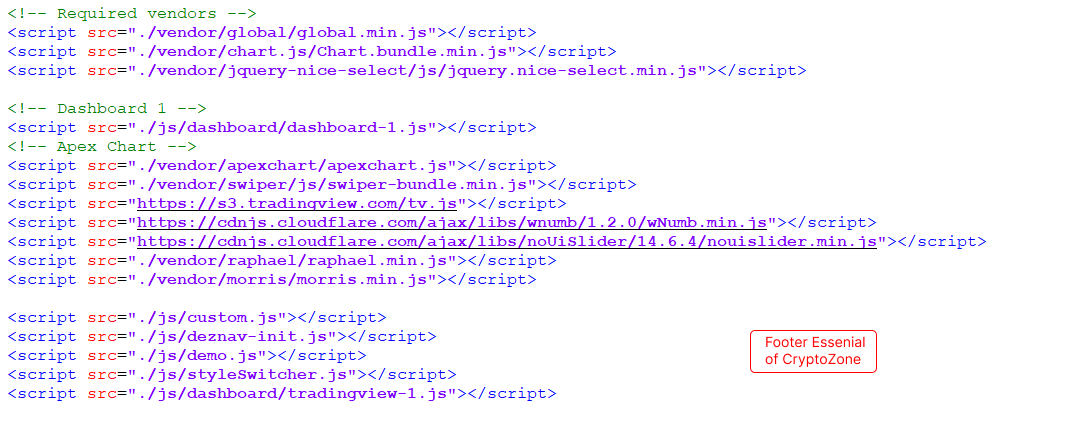 <!-- Required vendors -->
<script src="./vendor/global/global.min.js"></script>
<script src="./vendor/chart.js/Chart.bundle.min.js"></script>
<script src="./vendor/jquery-nice-select/js/jquery.nice-select.min.js"></script>
<!-- Dashboard 1 -->
<script src="./js/dashboard/dashboard-1.js"></script>
<!-- Apex Chart -->
<script src="./vendor/apexchart/apexchart.js"></script>
<script src="./vendor/swiper/js/swiper-bundle.min.js"></script>
<script src="https://s3.tradingview.com/tv.js"></script>
<script src="https://cdnjs.cloudflare.com/ajax/libs/wnumb/1.2.0/wNumb.min.js"></script>
<script src="https://cdnjs.cloudflare.com/ajax/libs/noUiSlider/14.6.4/nouislider.min.js"></script>
<script src="./vendor/raphael/raphael.min.js"></script>
<script src="./vendor/morris/morris.min.js"></script>
<script src="./js/custom.js"></script>
<script src="./js/deznav-init.js"></script>
<script src="./js/demo.js"></script>
<script src="./js/styleSwitcher.js"></script>
<script src="./js/dashboard/tradingview-1.js"></script>
Footer Essenial
of CryptoZone